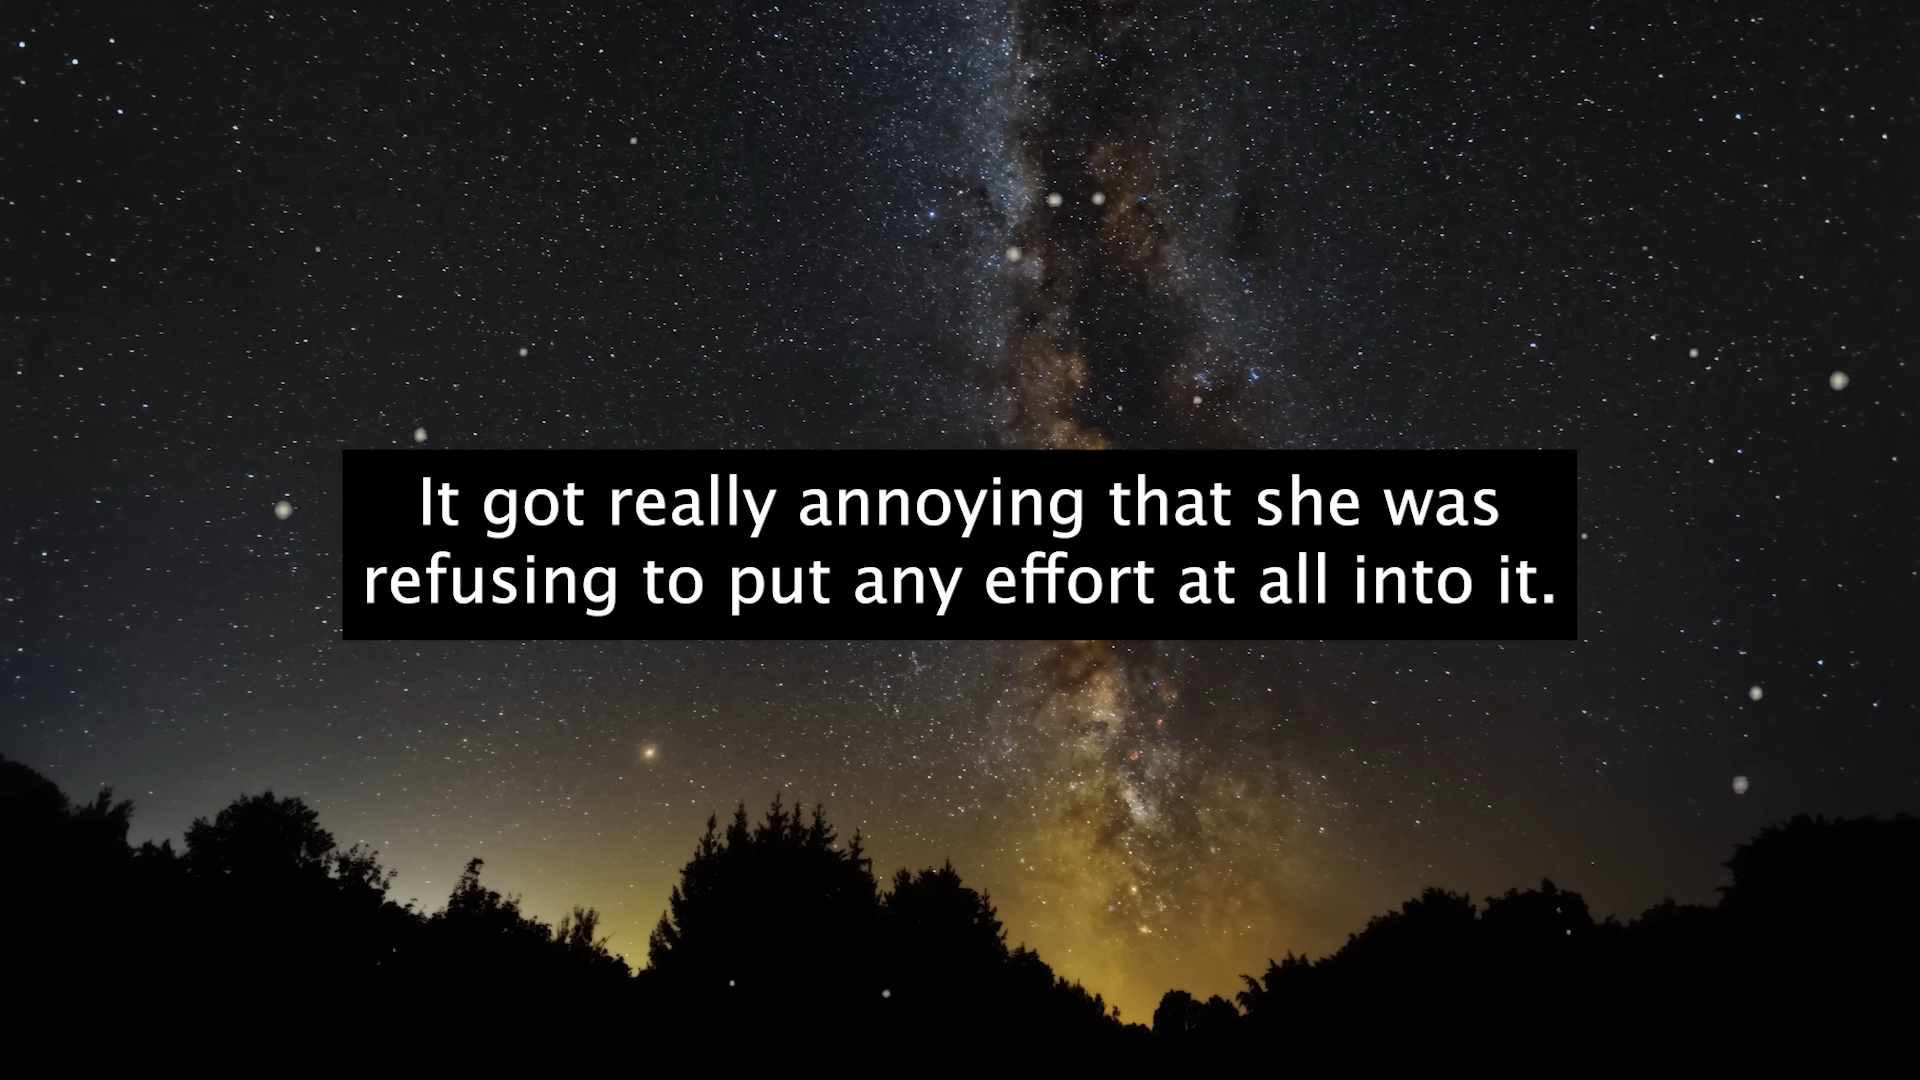 It got really annoying that she was
refusing to put any effort at all into it.